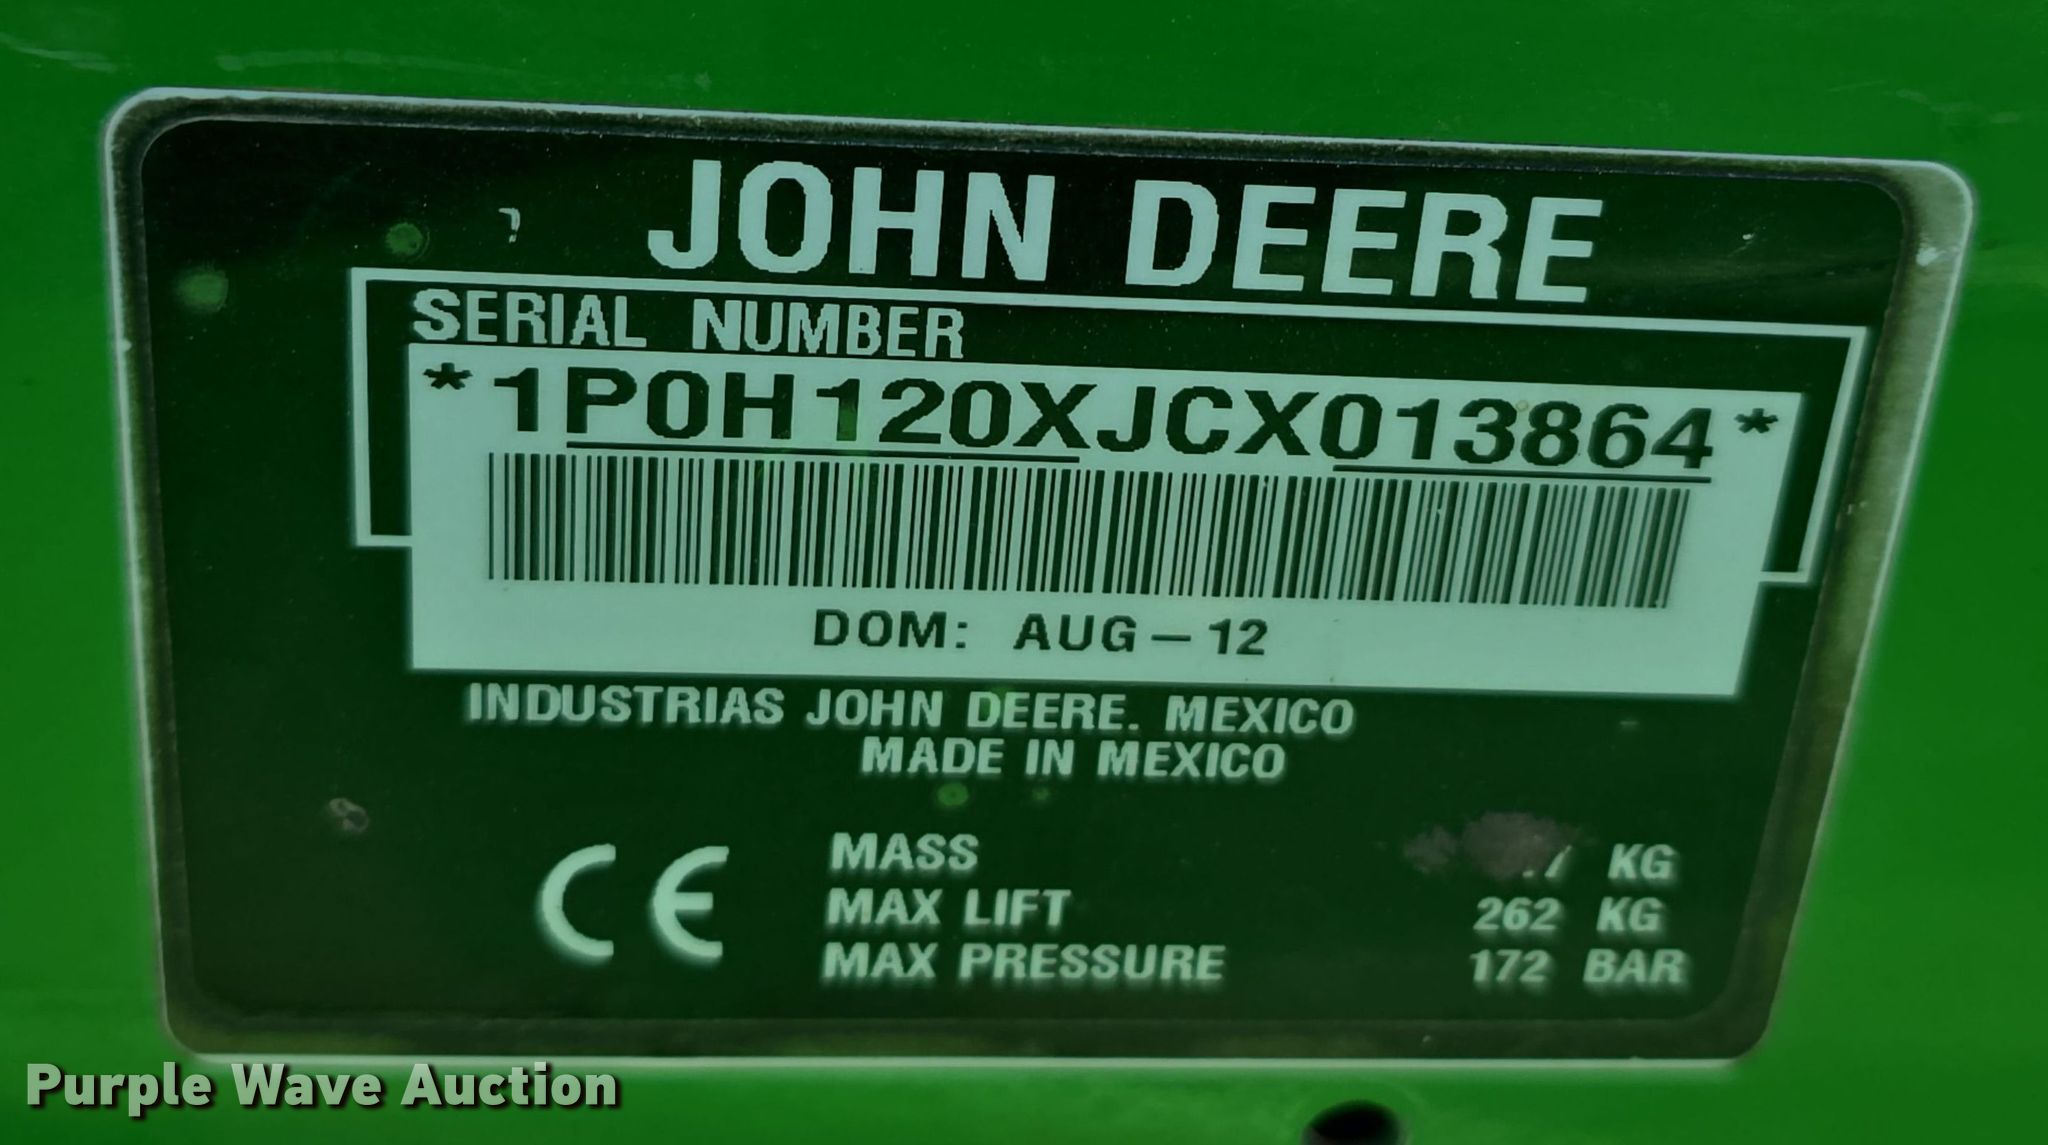 JOHN DEERE
SERIAL NUMBER
*1P0H120XJCX013864*
DOM: AUG-12
INDUSTRIAS JOHN DEERE. MEXICO
MADE IN MEXICO
CE
MASS KG
MAX LIFT 262 KG
MAX PRESSURE 172 BAR
Purple Wave Auction